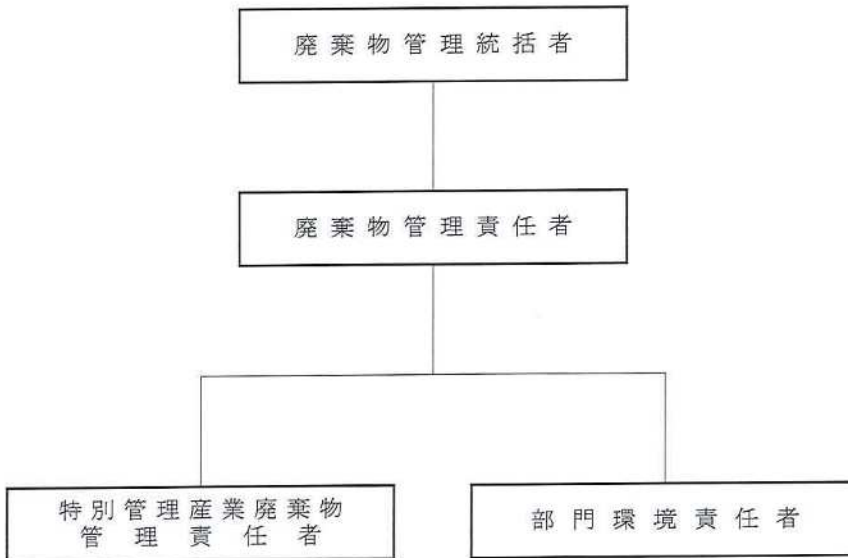 廃棄物管理統括者
廃棄物管理責任者
特別管理産業廃棄物
管理責任者
部門環境責任者